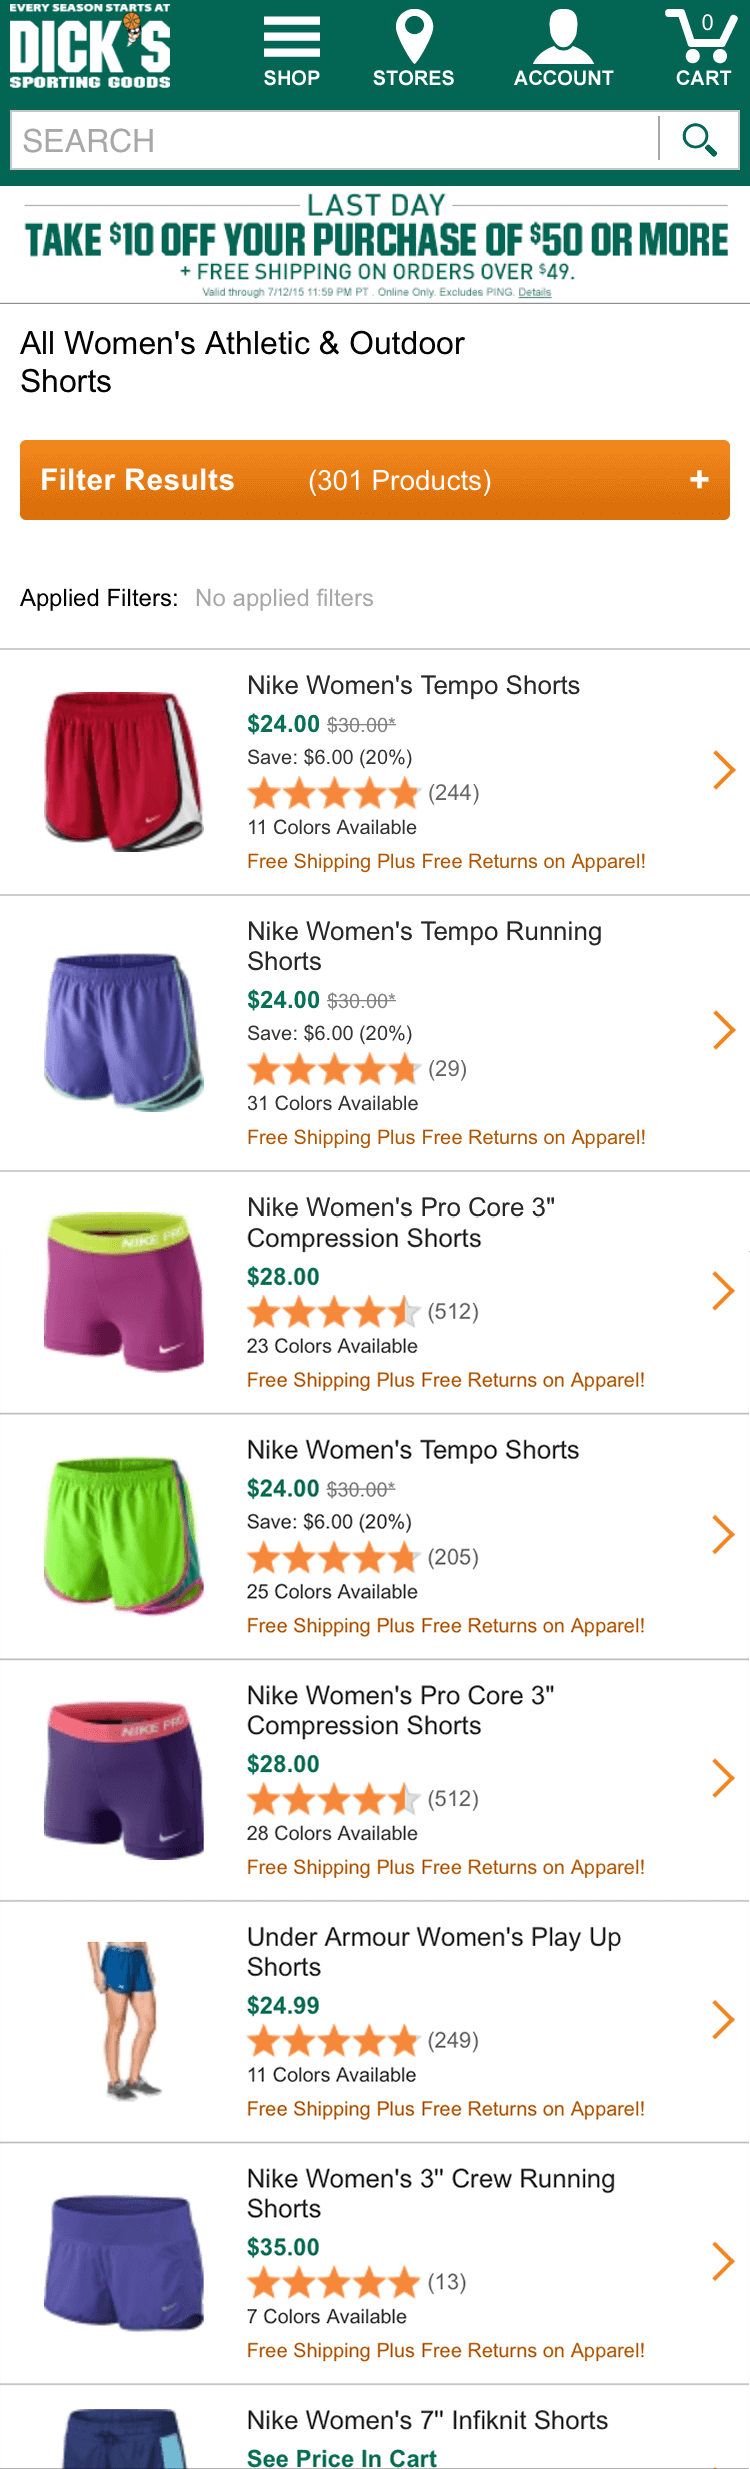 EVERY SEASON STARTS AT
DICK'S
SPORTING GOODS
SHOP
STORES
ACCOUNT
0
CART
SEARCH
LAST DAY
TAKE $10 OFF YOUR PURCHASE OF $50 OR MORE
+ FREE SHIPPING ON ORDERS OVER $49.
Valid through 7/12/15 11:59 PM PT . Online Only. Excludes PING. Details
All Women's Athletic & Outdoor
Shorts
Filter Results (301 Products) +
Applied Filters: No applied filters
Nike Women's Tempo Shorts
$24.00 $30.00*
Save: $6.00 (20%)
(244)
11 Colors Available
Free Shipping Plus Free Returns on Apparel!
Nike Women's Tempo Running
Shorts
$24.00 $30.00*
Save: $6.00 (20%)
(29)
31 Colors Available
Free Shipping Plus Free Returns on Apparel!
NIKE PRO
Nike Women's Pro Core 3"
Compression Shorts
$28.00
(512)
23 Colors Available
Free Shipping Plus Free Returns on Apparel!
Nike Women's Tempo Shorts
$24.00 $30.00*
Save: $6.00 (20%)
(205)
25 Colors Available
Free Shipping Plus Free Returns on Apparel!
NIKE PRO
Nike Women's Pro Core 3"
Compression Shorts
$28.00
(512)
28 Colors Available
Free Shipping Plus Free Returns on Apparel!
Under Armour Women's Play Up
Shorts
$24.99
(249)
11 Colors Available
Free Shipping Plus Free Returns on Apparel!
Nike Women's 3'' Crew Running
Shorts
$35.00
(13)
7 Colors Available
Free Shipping Plus Free Returns on Apparel!
Nike Women's 7'' Infiknit Shorts
See Price In Cart